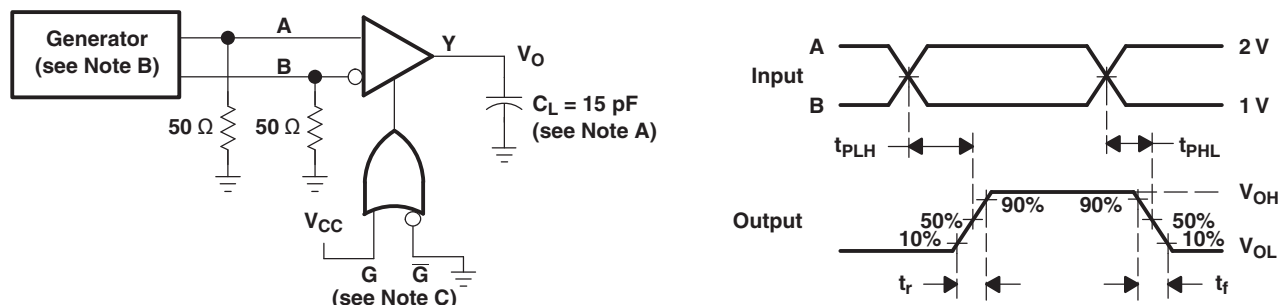 Generator
(see Note B)
A
B
Y
V_O
C_L = 15 pF
(see Note A)
50 Ω
50 Ω
V_CC
G
G̅
(see Note C)
A
Input
B
2 V
1 V
t_PLH
t_PHL
Output
10%
50%
90%
90%
50%
10%
V_OH
V_OL
t_r
t_f